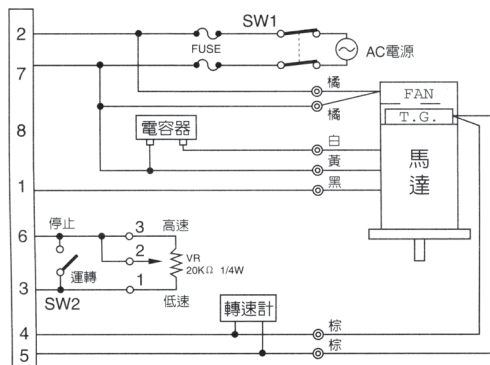 2
FUSE
SW1
AC電源
7
橘
FAN
橘
T.G.
8
電容器
白
馬達
黃
1
黑
6
停止
3
高速
2
VR
20KΩ 1/4W
運轉
3
1
低速
SW2
轉速計
4
棕
5
棕